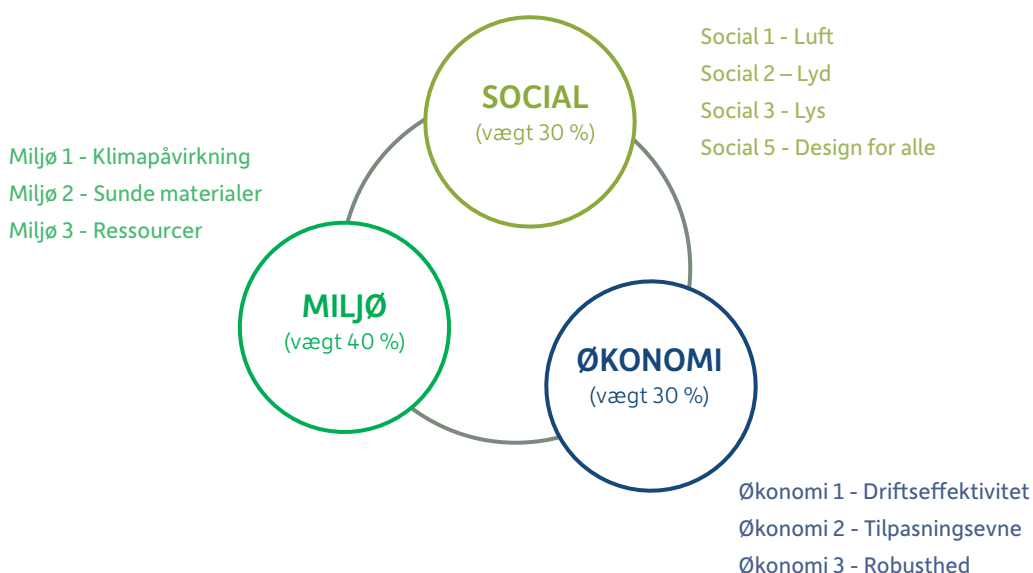 Social 1 - Luft
Social 2 – Lyd
Social 3 - Lys
Social 5 - Design for alle
SOCIAL
(vægt 30 %)
Miljø 1 - Klimapåvirkning
Miljø 2 - Sunde materialer
Miljø 3 - Ressourcer
MILJØ
(vægt 40 %)
ØKONOMI
(vægt 30 %)
Økonomi 1 - Driftseffektivitet
Økonomi 2 - Tilpasningsevne
Økonomi 3 - Robusthed